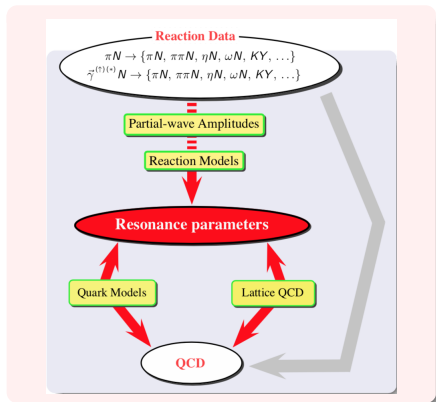 Reaction Data
πN → {πN, ππN, ηN, ωN, KY, ...}
γ⃗⁽↑⁾⁽*⁾N → {πN, ππN, ηN, ωN, KY, ...}
Partial-wave Amplitudes
Reaction Models
Resonance parameters
Quark Models
Lattice QCD
QCD